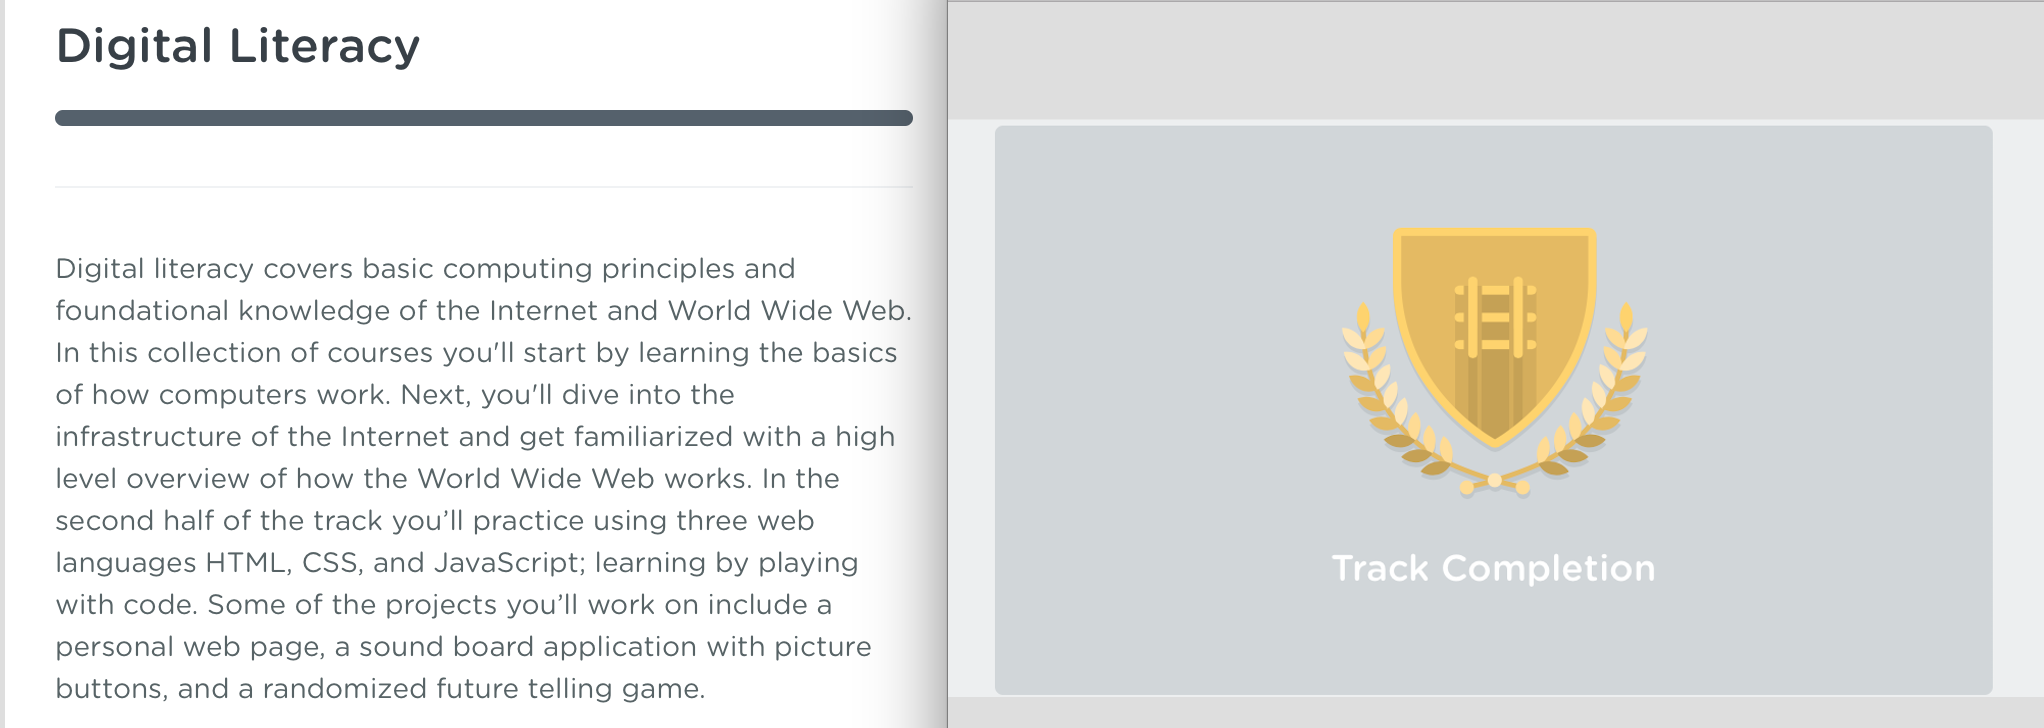 Digital Literacy
Digital literacy covers basic computing principles and
foundational knowledge of the Internet and World Wide Web.
In this collection of courses you'll start by learning the basics
of how computers work. Next, you'll dive into the
infrastructure of the Internet and get familiarized with a high
level overview of how the World Wide Web works. In the
second half of the track you’ll practice using three web
languages HTML, CSS, and JavaScript; learning by playing
with code. Some of the projects you’ll work on include a
personal web page, a sound board application with picture
buttons, and a randomized future telling game.
Track Completion